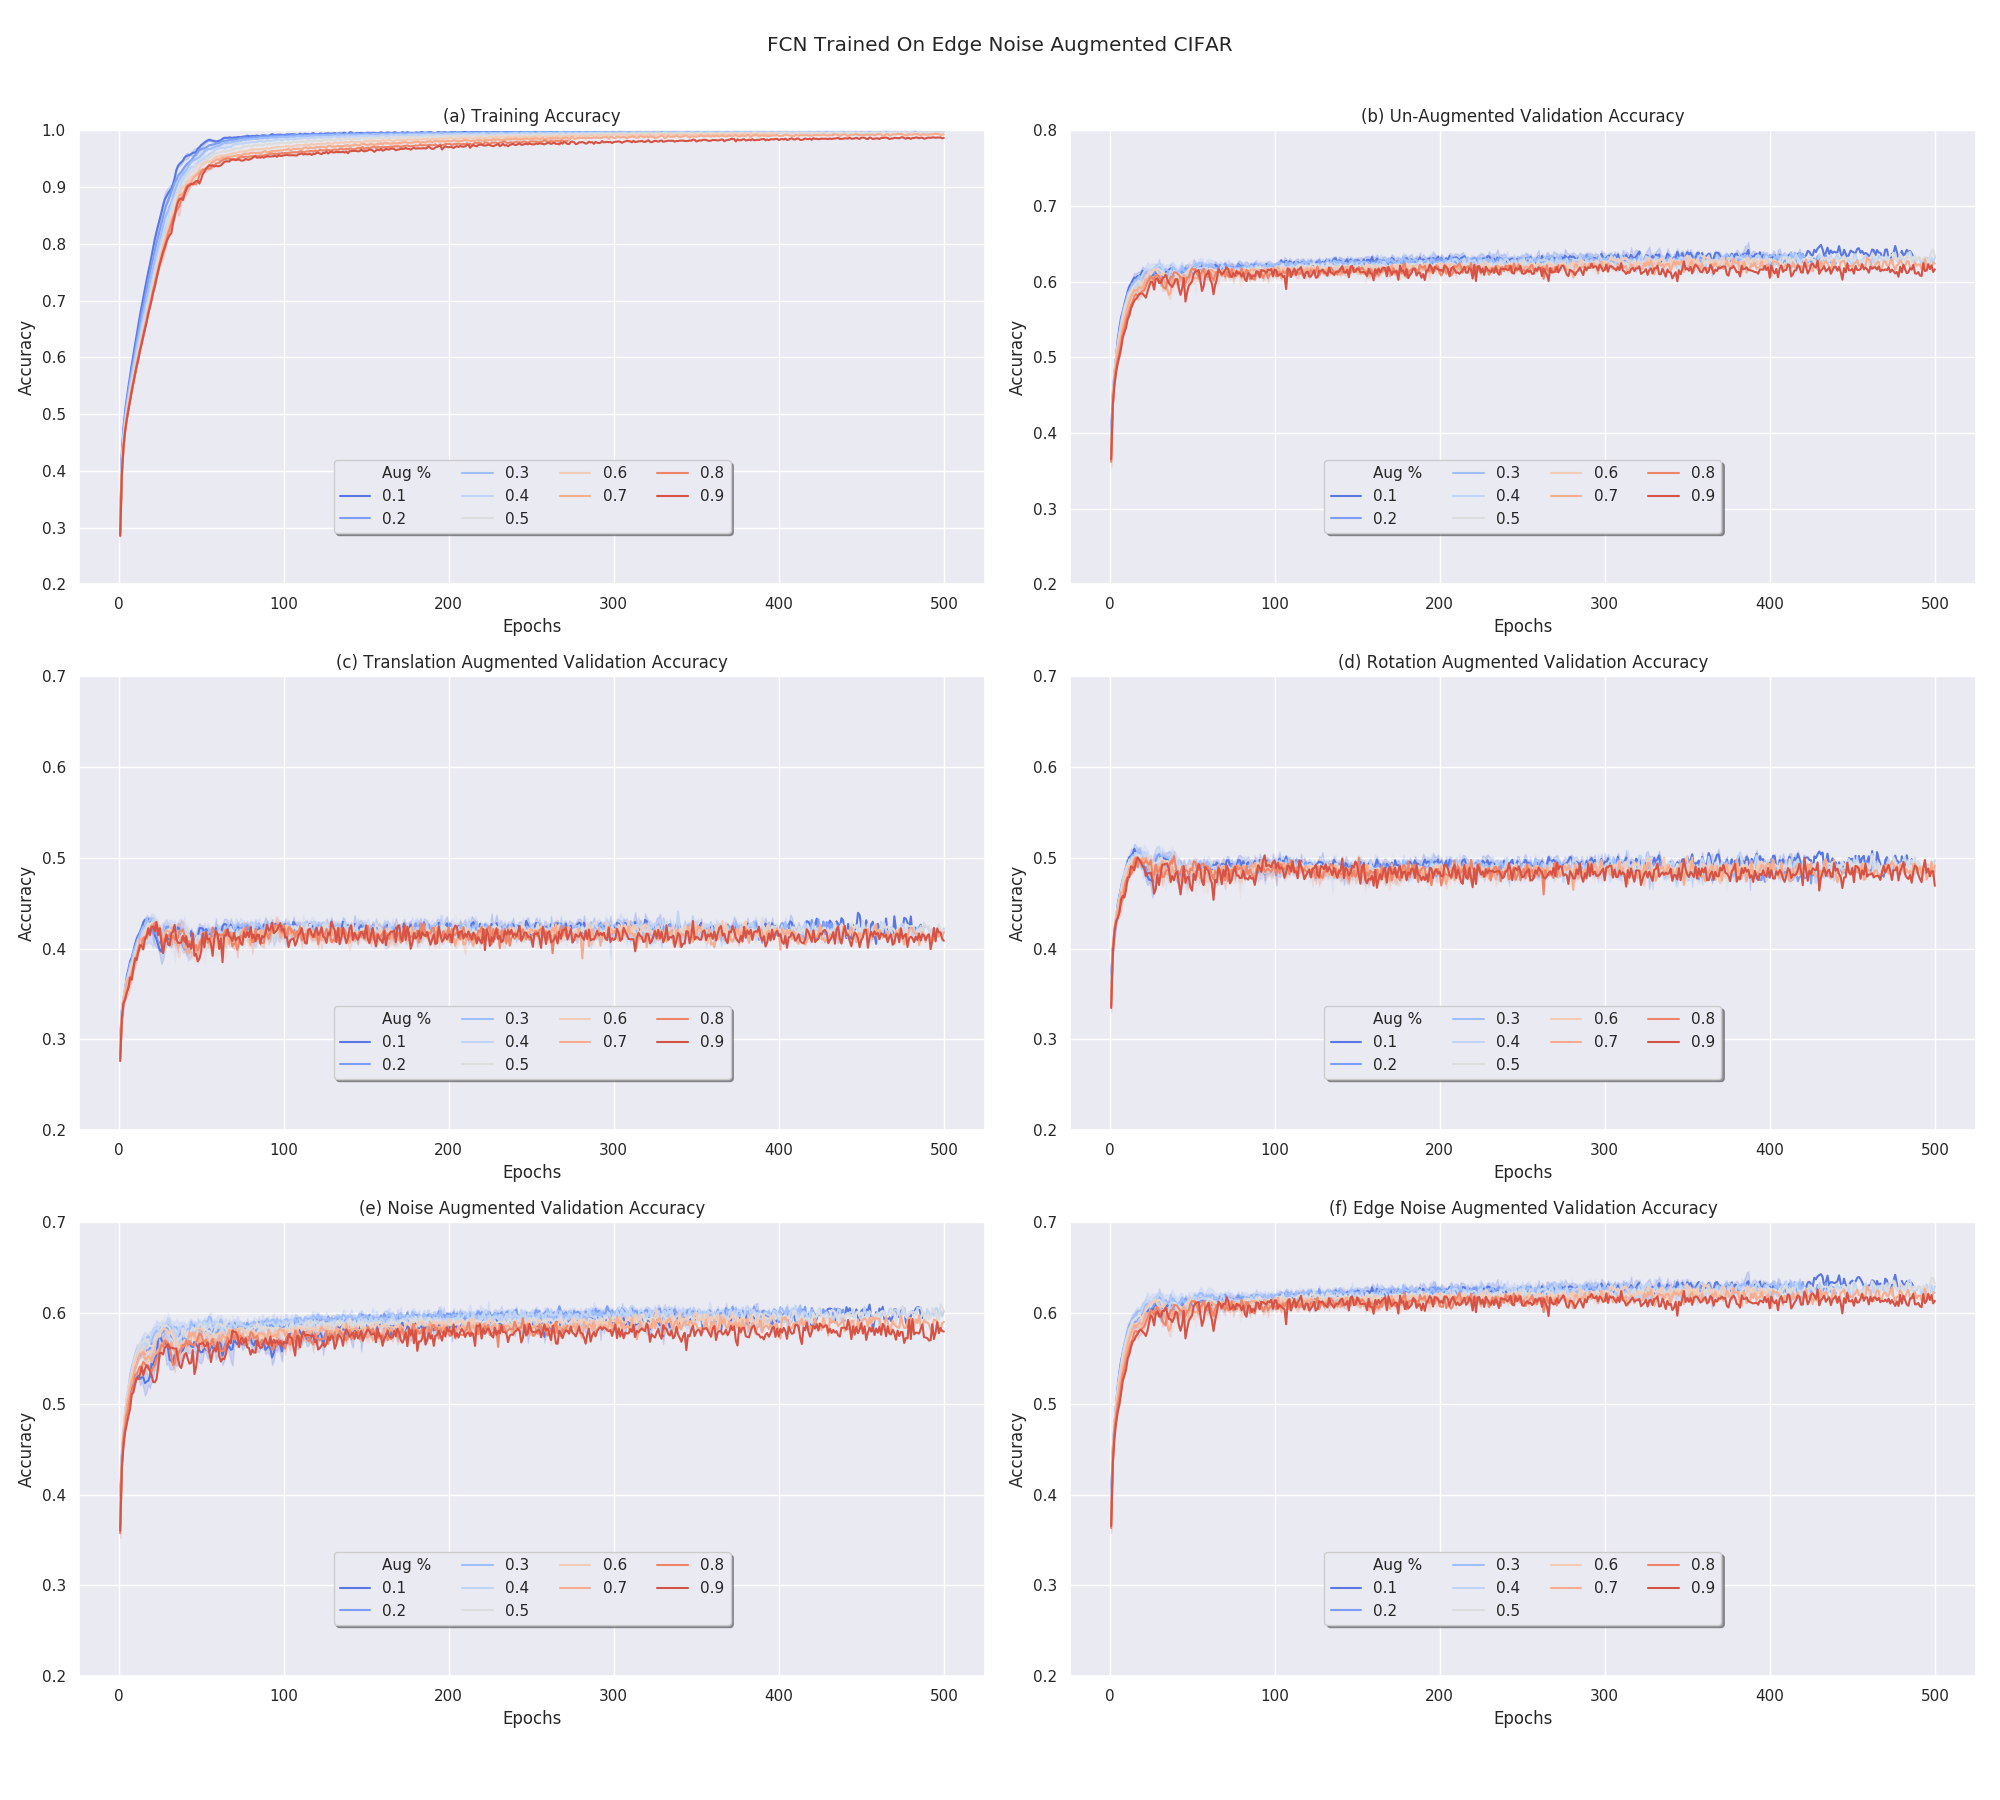 FCN Trained On Edge Noise Augmented CIFAR
(a) Training Accuracy
1.0
0.9
0.8
0.7
0.6
0.5
0.4
0.3
0.2
Accuracy
Aug % 0.3 0.6 0.8
0.1 0.4 0.7 0.9
0.2 0.5
0 100 200 300 400 500
Epochs
(b) Un-Augmented Validation Accuracy
0.8
0.7
0.6
0.5
0.4
0.3
0.2
Accuracy
Aug % 0.3 0.6 0.8
0.1 0.4 0.7 0.9
0.2 0.5
0 100 200 300 400 500
Epochs
(c) Translation Augmented Validation Accuracy
0.7
0.6
0.5
0.4
0.3
0.2
Accuracy
Aug % 0.3 0.6 0.8
0.1 0.4 0.7 0.9
0.2 0.5
0 100 200 300 400 500
Epochs
(d) Rotation Augmented Validation Accuracy
0.7
0.6
0.5
0.4
0.3
0.2
Accuracy
Aug % 0.3 0.6 0.8
0.1 0.4 0.7 0.9
0.2 0.5
0 100 200 300 400 500
Epochs
(e) Noise Augmented Validation Accuracy
0.7
0.6
0.5
0.4
0.3
0.2
Accuracy
Aug % 0.3 0.6 0.8
0.1 0.4 0.7 0.9
0.2 0.5
0 100 200 300 400 500
Epochs
(f) Edge Noise Augmented Validation Accuracy
0.7
0.6
0.5
0.4
0.3
0.2
Accuracy
Aug % 0.3 0.6 0.8
0.1 0.4 0.7 0.9
0.2 0.5
0 100 200 300 400 500
Epochs